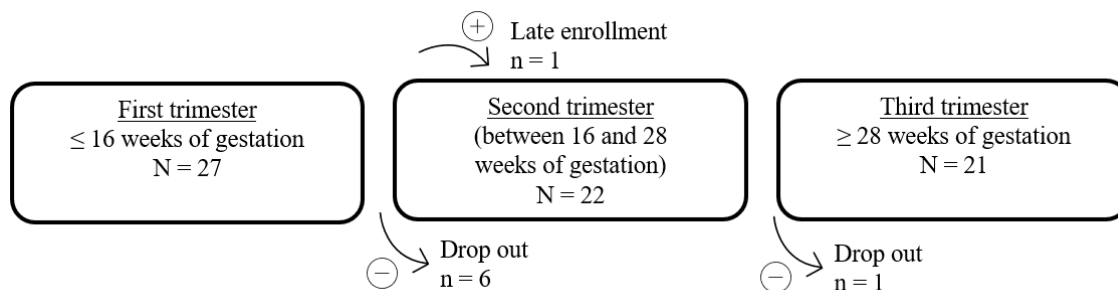 + Late enrollment
n = 1
First trimester
≤ 16 weeks of gestation
N = 27
Second trimester
(between 16 and 28
weeks of gestation)
N = 22
Third trimester
≥ 28 weeks of gestation
N = 21
Drop out
− n = 6
Drop out
− n = 1